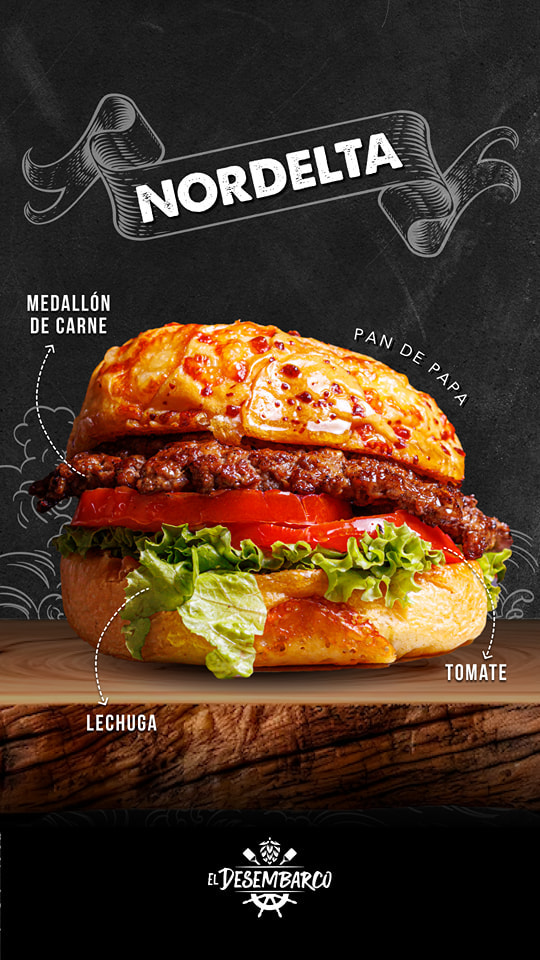 NORDELTA
MEDALLÓN
DE CARNE
PAN DE PAPA
TOMATE
LECHUGA
EL DESEMBARCO